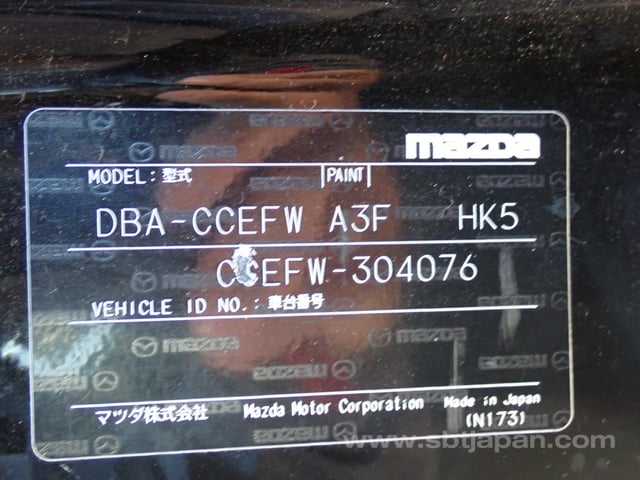 mazda
MODEL: 型式 PAINT
DBA-CCEFW A3F HK5
CCEFW-304076
VEHICLE ID NO.: 車台番号
マツダ株式会社 Mazda Motor Corporation Made in Japan
(N173)
www.sbtjapan.com